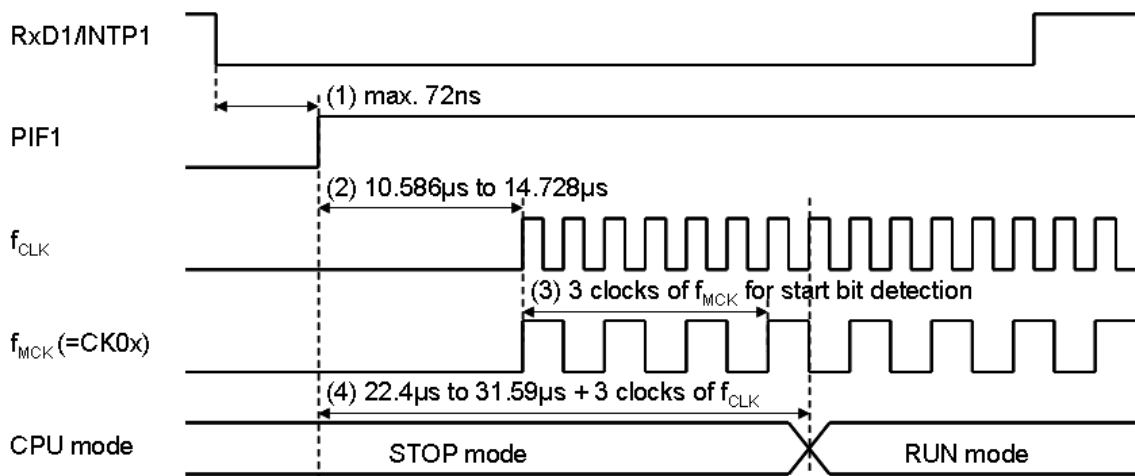 RxD1/INTP1
(1) max. 72ns
PIF1
(2) 10.586µs to 14.728µs
fCLK
(3) 3 clocks of fMCK for start bit detection
fMCK (=CK0x)
(4) 22.4µs to 31.59µs + 3 clocks of fCLK
CPU mode
STOP mode
RUN mode